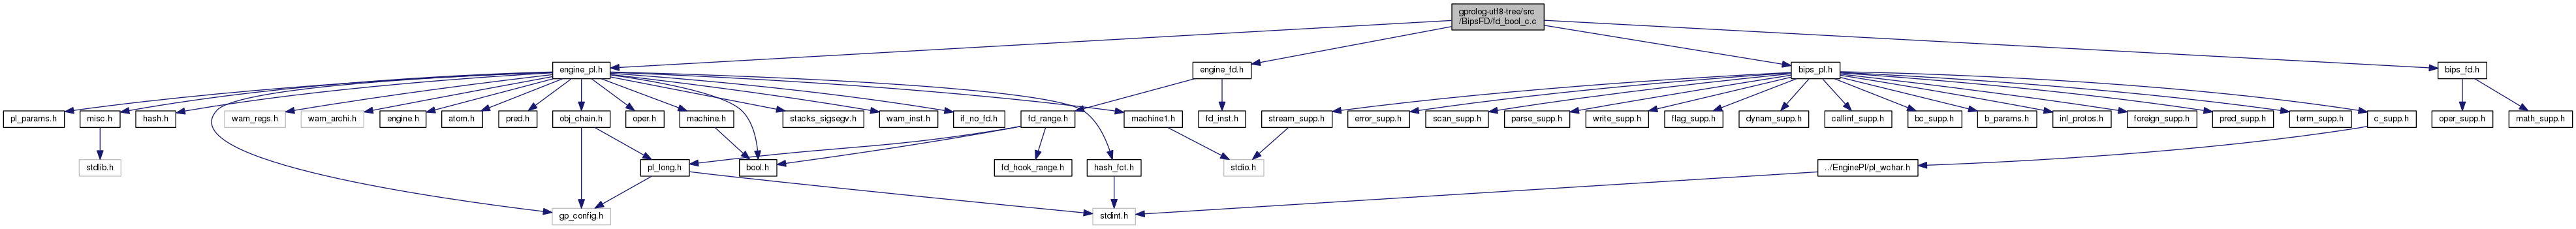 gprolog-utf8-tree/src
/BipsFD/fd_bool_c.c
engine_pl.h
engine_fd.h
bips_pl.h
bips_fd.h
pl_params.h
misc.h
hash.h
wam_regs.h
wam_archi.h
engine.h
atom.h
pred.h
obj_chain.h
oper.h
machine.h
stacks_sigsegv.h
wam_inst.h
if_no_fd.h
fd_range.h
machine1.h
fd_inst.h
stream_supp.h
error_supp.h
scan_supp.h
parse_supp.h
write_supp.h
flag_supp.h
dynam_supp.h
callinf_supp.h
bc_supp.h
b_params.h
inl_protos.h
foreign_supp.h
pred_supp.h
term_supp.h
c_supp.h
oper_supp.h
math_supp.h
stdlib.h
pl_long.h
bool.h
fd_hook_range.h
hash_fct.h
stdio.h
../EnginePl/pl_wchar.h
gp_config.h
stdint.h